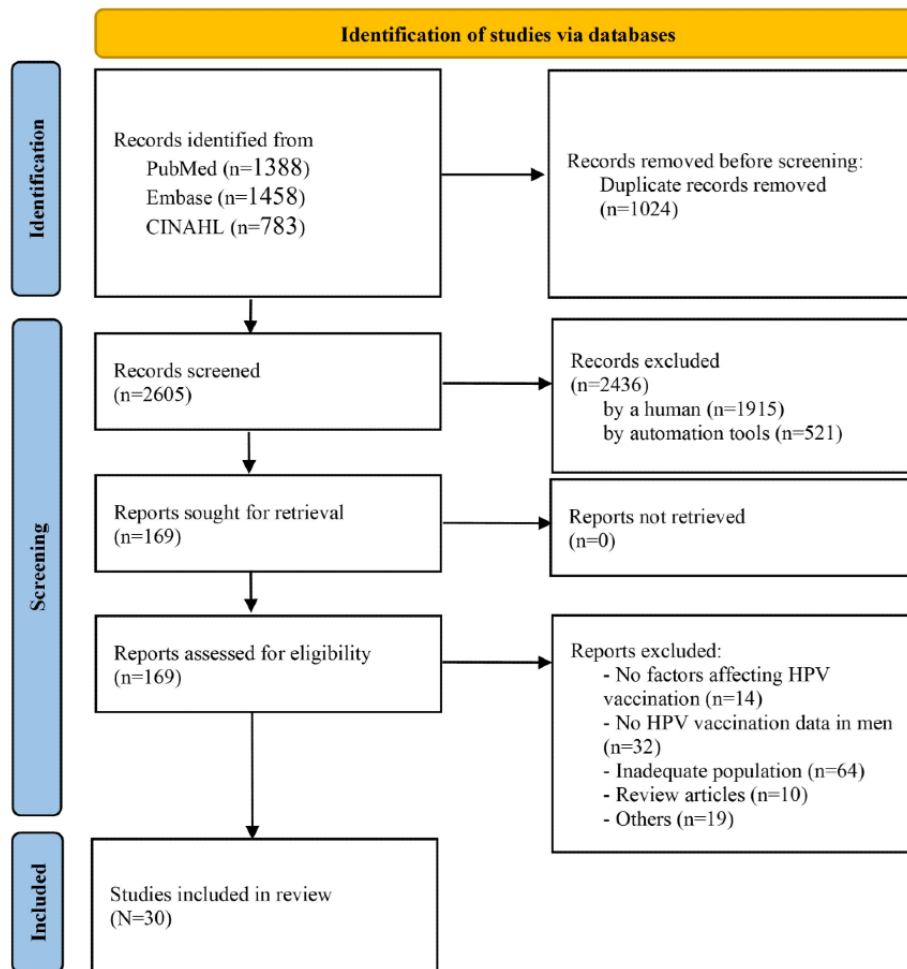 Identification of studies via databases
Identification
Records identified from
PubMed (n=1388)
Embase (n=1458)
CINAHL (n=783)
Records removed before screening:
Duplicate records removed
(n=1024)
Screening
Records screened
(n=2605)
Records excluded
(n=2436)
by a human (n=1915)
by automation tools (n=521)
Reports sought for retrieval
(n=169)
Reports not retrieved
(n=0)
Reports assessed for eligibility
(n=169)
Reports excluded:
- No factors affecting HPV
vaccination (n=14)
- No HPV vaccination data in men
(n=32)
- Inadequate population (n=64)
- Review articles (n=10)
- Others (n=19)
Included
Studies included in review
(N=30)